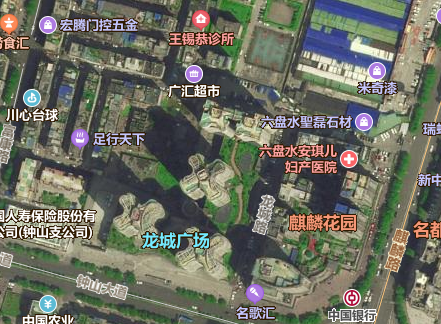 宏腾门控五金
王锡恭诊所
食汇
广汇超市
米奇漆
川心台球
六盘水聖磊石材
瑞
足行天下
六盘水安琪儿
妇产医院
新中
龙城路
麒麟花园
名都
国人寿保险股份有
公司(钟山支公司)
龙城广场
麒麟路
钟山大道
道
名歌汇
中国银行
中国农业